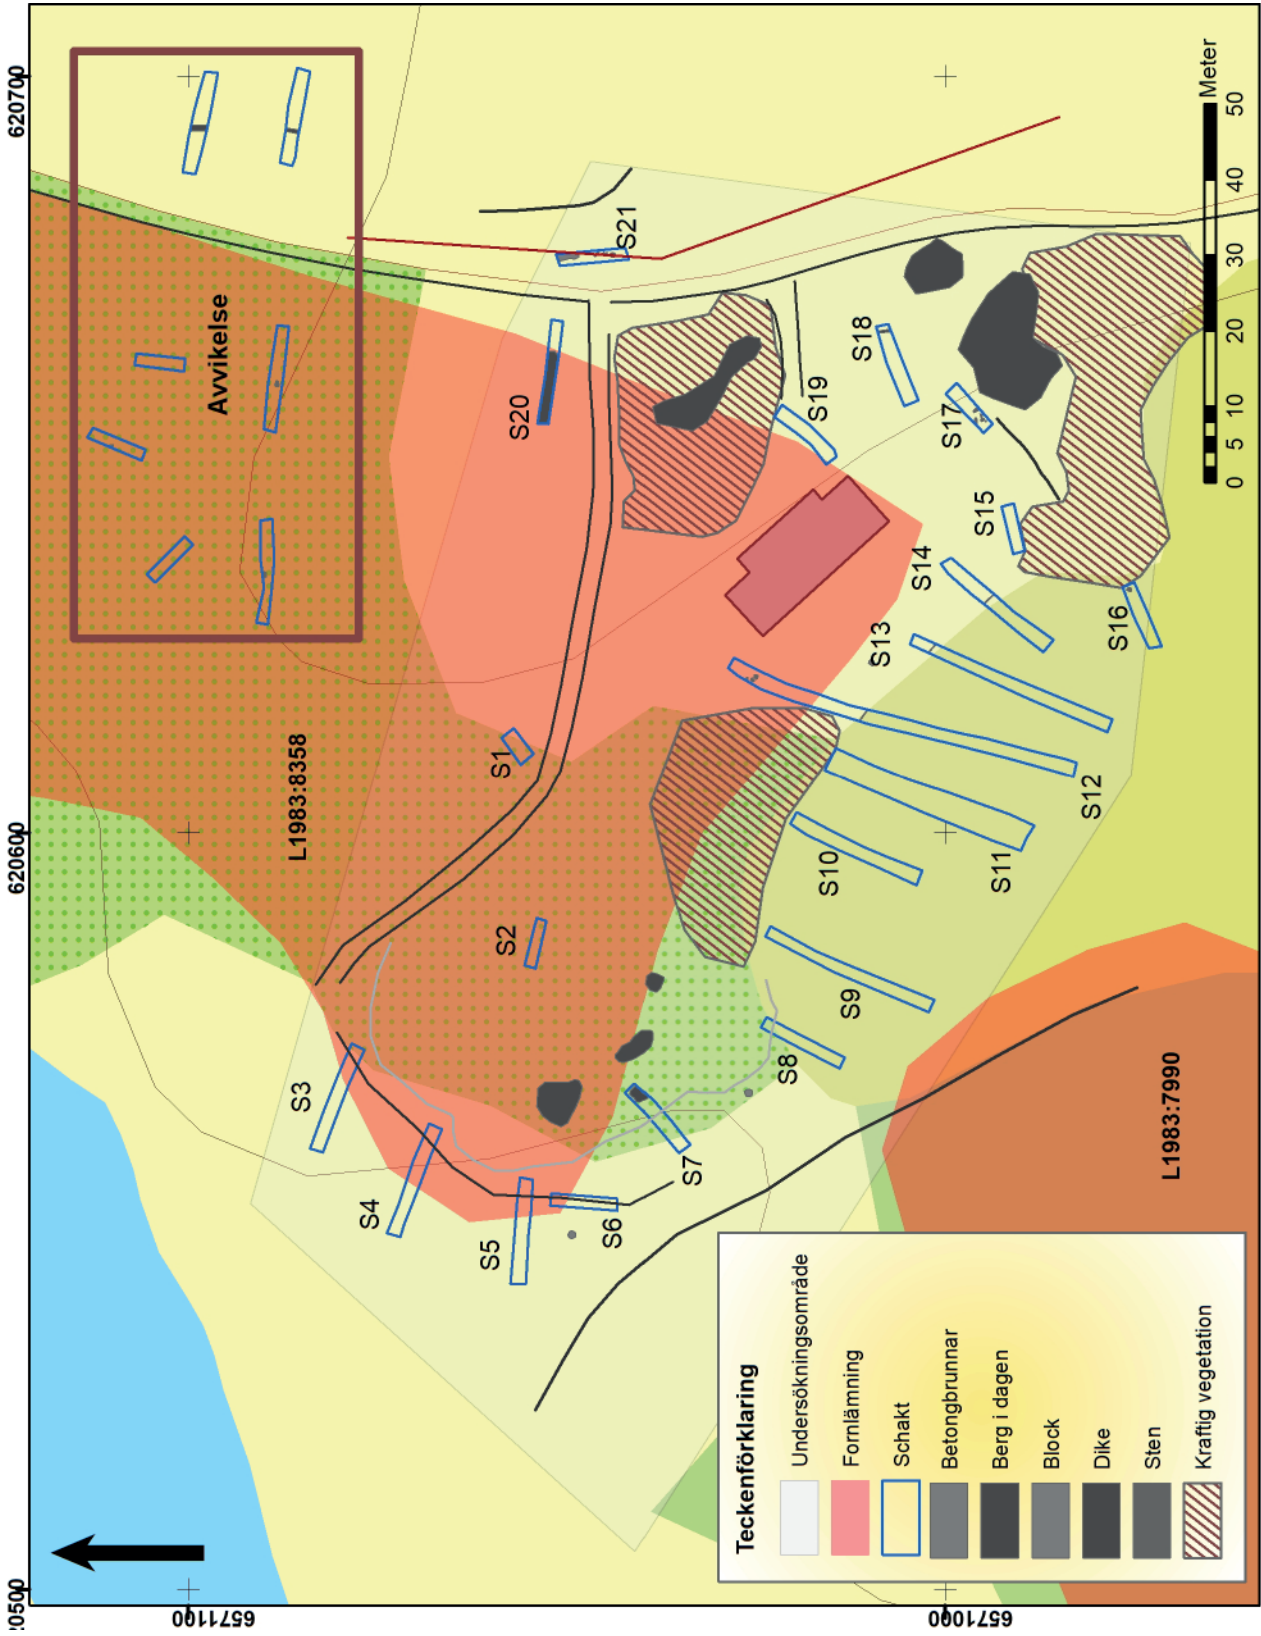 620700
620600
20500
6571100
6571000
Avvikelse
L1983:8358
L1983:7990
S1
S2
S3
S4
S5
S6
S7
S8
S9
S10
S11
S12
S13
S14
S15
S16
S17
S18
S19
S20
S21
Teckenförklaring
Undersökningsområde
Fornlämning
Schakt
Betongbrunnar
Berg i dagen
Block
Dike
Sten
Kraftig vegetation
0 5 10 20 30 40 50
Meter